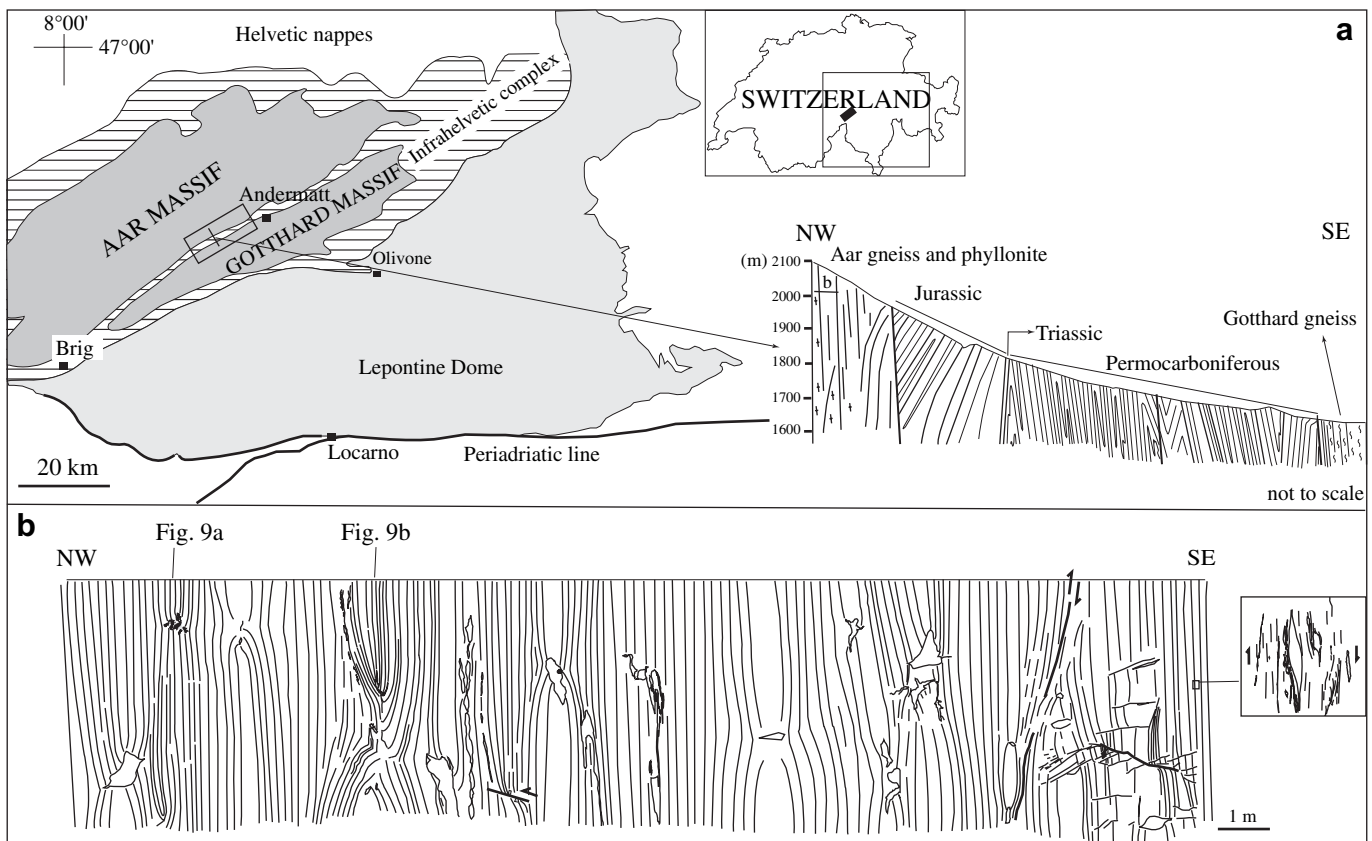 a
8°00'
47°00'
Helvetic nappes
Infrahelvetic complex
AAR MASSIF
Andermatt
GOTTHARD MASSIF
Olivone
Brig
Lepontine Dome
Locarno
Periadriatic line
20 km
SWITZERLAND
NW
SE
(m)
2100
2000
1900
1800
1700
1600
Aar gneiss and phyllonite
b
Jurassic
Triassic
Gotthard gneiss
Permocarboniferous
not to scale
b
Fig. 9a
Fig. 9b
NW
SE
1 m